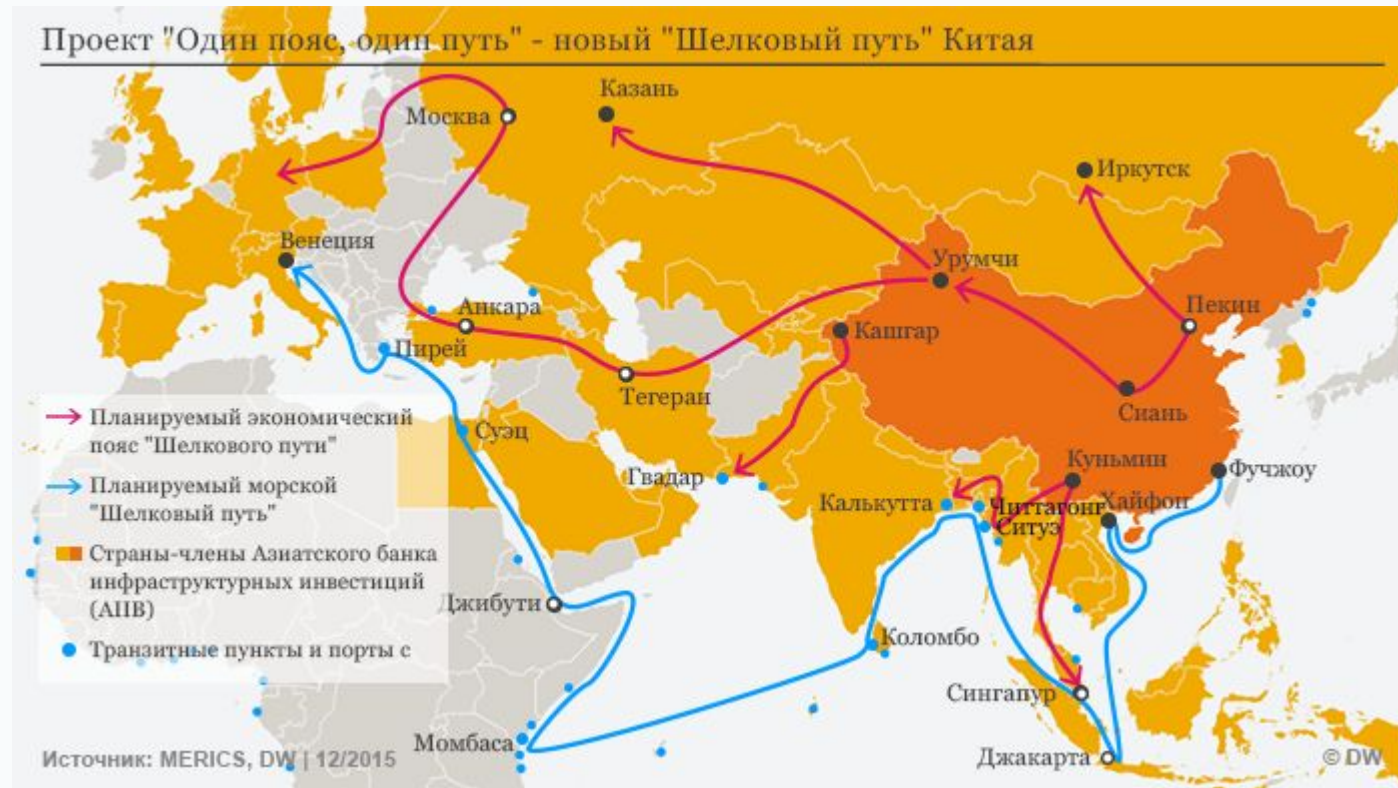 Проект "Один пояс, один путь" - новый "Шелковый путь" Китая
Казань
Москва
Иркутск
Венеция
Урумчи
Анкара
Пекин
Кашгар
Пирей
Тегеран
Сиань
Планируемый экономический
пояс "Шелкового пути"
Суэц
Куньмин
Фучжоу
Гвадар
Планируемый морской
"Шелковый путь"
Калькутта
Читтагонг
Хайфон
Ситуэ
Страны-члены Азиатского банка
инфраструктурных инвестиций
(АПВ)
Джибути
Коломбо
Транзитные пункты и порты с
Сингапур
Момбаса
Джакарта
Источник: MERICS, DW | 12/2015
© DW